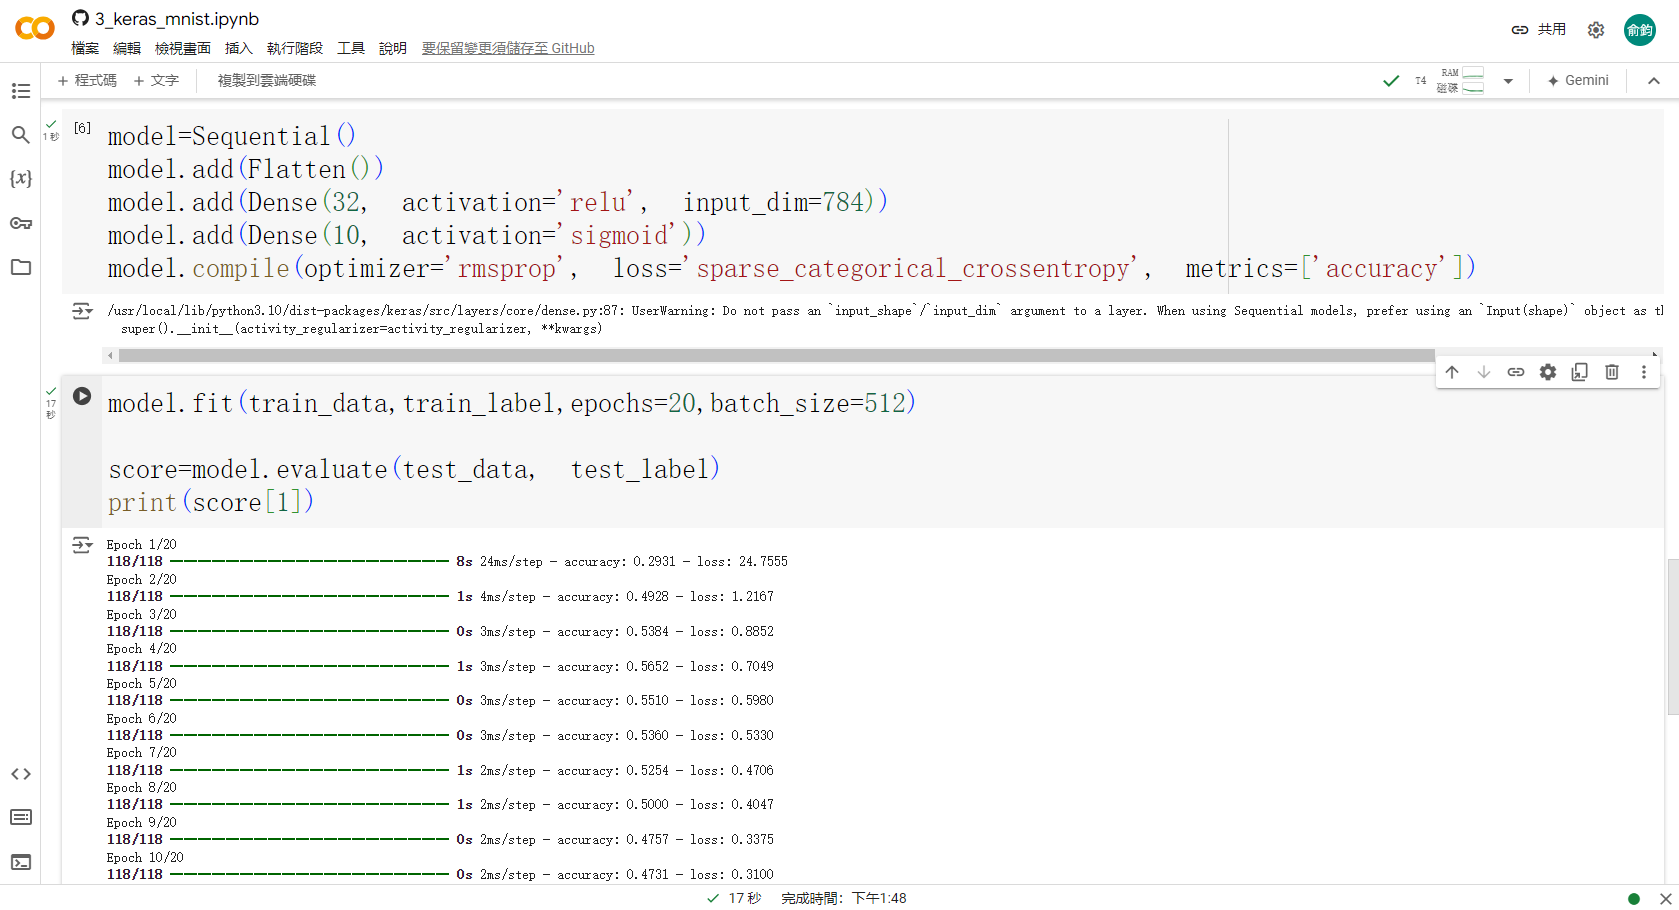 3_keras_mnist.ipynb
檔案 編輯 檢視畫面 插入 執行階段 工具 說明 要保留變更須儲存至 GitHub
共用
俞鈞
+ 程式碼 + 文字 複製到雲端硬碟
T4 RAM 磁碟 Gemini
1 秒
[6]
model=Sequential()
model.add(Flatten())
model.add(Dense(32, activation='relu', input_dim=784))
model.add(Dense(10, activation='sigmoid'))
model.compile(optimizer='rmsprop', loss='sparse_categorical_crossentropy', metrics=['accuracy'])
/usr/local/lib/python3.10/dist-packages/keras/src/layers/core/dense.py:87: UserWarning: Do not pass an `input_shape`/`input_dim` argument to a layer. When using Sequential models, prefer using an `Input(shape)` object as th
super().__init__(activity_regularizer=activity_regularizer, **kwargs)
17 秒
model.fit(train_data,train_label,epochs=20,batch_size=512)
score=model.evaluate(test_data, test_label)
print(score[1])
Epoch 1/20
118/118 8s 24ms/step - accuracy: 0.2931 - loss: 24.7555
Epoch 2/20
118/118 1s 4ms/step - accuracy: 0.4928 - loss: 1.2167
Epoch 3/20
118/118 0s 3ms/step - accuracy: 0.5384 - loss: 0.8852
Epoch 4/20
118/118 1s 3ms/step - accuracy: 0.5652 - loss: 0.7049
Epoch 5/20
118/118 0s 3ms/step - accuracy: 0.5510 - loss: 0.5980
Epoch 6/20
118/118 0s 3ms/step - accuracy: 0.5360 - loss: 0.5330
Epoch 7/20
118/118 1s 2ms/step - accuracy: 0.5254 - loss: 0.4706
Epoch 8/20
118/118 1s 2ms/step - accuracy: 0.5000 - loss: 0.4047
Epoch 9/20
118/118 0s 2ms/step - accuracy: 0.4757 - loss: 0.3375
Epoch 10/20
118/118 0s 2ms/step - accuracy: 0.4731 - loss: 0.3100
17 秒 完成時間：下午1:48